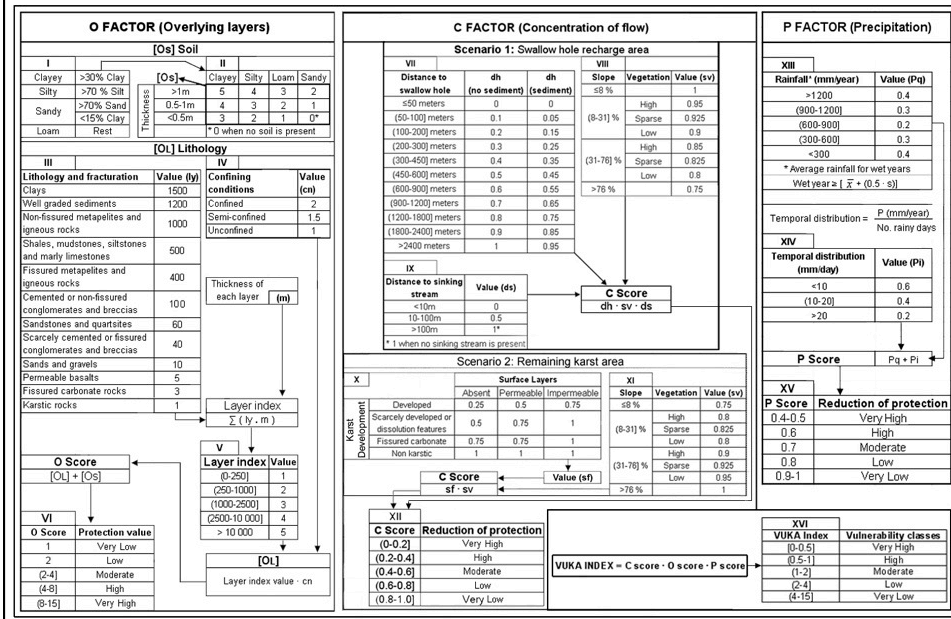 O FACTOR (Overlying layers)
[Os] Soil
I
Clayey >30% Clay
Silty >70 % Silt
Sandy >70% Sand
<15% Clay
Loam Rest
[Os]
II
Clayey Silty Loam Sandy
Thickness
>1m 5 4 3 2
0.5-1m 4 3 2 1
<0.5m 3 2 1 0*
* 0 when no soil is present
[OL] Lithology
III
Lithology and fracturation Value (ly)
Clays 1500
Well graded sediments 1200
Non-fissured metapelites and igneous rocks 1000
Shales, mudstones, siltstones and marly limestones 500
Fissured metapelites and igneous rocks 400
Cemented or non-fissured conglomerates and breccias 100
Sandstones and quartsites 60
Scarcely cemented or fissured conglomerates and breccias 40
Sands and gravels 10
Permeable basalts 5
Fissured carbonate rocks 3
Karstic rocks 1
IV
Confining conditions Value (cn)
Confined 2
Semi-confined 1.5
Unconfined 1
Thickness of each layer (m)
Layer index
∑ (ly . m)
V
Layer index Value
(0-250] 1
(250-1000] 2
(1000-2500] 3
(2500-10 000] 4
> 10 000 5
[OL]
Layer index value · cn
O Score
[OL] + [Os]
VI
O Score Protection value
1 Very Low
2 Low
(2-4] Moderate
(4-8] High
(8-15] Very High
C FACTOR (Concentration of flow)
Scenario 1: Swallow hole recharge area
VII
Distance to swallow hole dh (no sediment) dh (sediment)
≤50 meters 0 0
(50-100] meters 0.1 0.05
(100-200] meters 0.2 0.15
(200-300] meters 0.3 0.25
(300-450] meters 0.4 0.35
(450-600] meters 0.5 0.45
(600-900] meters 0.6 0.55
(900-1200] meters 0.7 0.65
(1200-1800] meters 0.8 0.75
(1800-2400] meters 0.9 0.85
>2400 meters 1 0.95
VIII
Slope Vegetation Value (sv)
≤8 % 1
(8-31] % High 0.95
Sparse 0.925
Low 0.9
(31-76] % High 0.85
Sparse 0.825
Low 0.8
>76 % 0.75
IX
Distance to sinking stream Value (ds)
<10m 0
10-100m 0.5
>100m 1*
* 1 when no sinking stream is present
C Score
dh · sv · ds
Scenario 2: Remaining karst area
X
Surface Layers
Absent Permeable Impermeable
Karst Development
Developed 0.25 0.5 0.75
Scarcely developed or dissolution features 0.5 0.75 1
Fissured carbonate 0.75 0.75 1
Non karstic 1 1 1
XI
Slope Vegetation Value (sv)
≤8 % 0.75
(8-31] % High 0.8
Sparse 0.825
Low 0.8
(31-76] % High 0.9
Sparse 0.925
Low 0.95
>76 % 1
Value (sf)
C Score
sf · sv
XII
C Score Reduction of protection
(0-0.2] Very High
(0.2-0.4] High
(0.4-0.6] Moderate
(0.6-0.8] Low
(0.8-1.0] Very Low
P FACTOR (Precipitation)
XIII
Rainfall* (mm/year) Value (Pq)
>1200 0.4
(900-1200] 0.3
(600-900] 0.2
(300-600] 0.3
<300 0.4
* Average rainfall for wet years
Wet year ≥ [ x̄ + (0.5 · s)]
Temporal distribution = P (mm/year)
No. rainy days
XIV
Temporal distribution (mm/day) Value (Pi)
<10 0.6
(10-20] 0.4
>20 0.2
P Score Pq + Pi
XV
P Score Reduction of protection
0.4-0.5 Very High
0.6 High
0.7 Moderate
0.8 Low
0.9-1 Very Low
VUKA INDEX = C score · O score · P score
XVI
VUKA Index Vulnerability classes
[0-0.5] Very High
(0.5-1] High
(1-2] Moderate
(2-4] Low
(4-15] Very Low